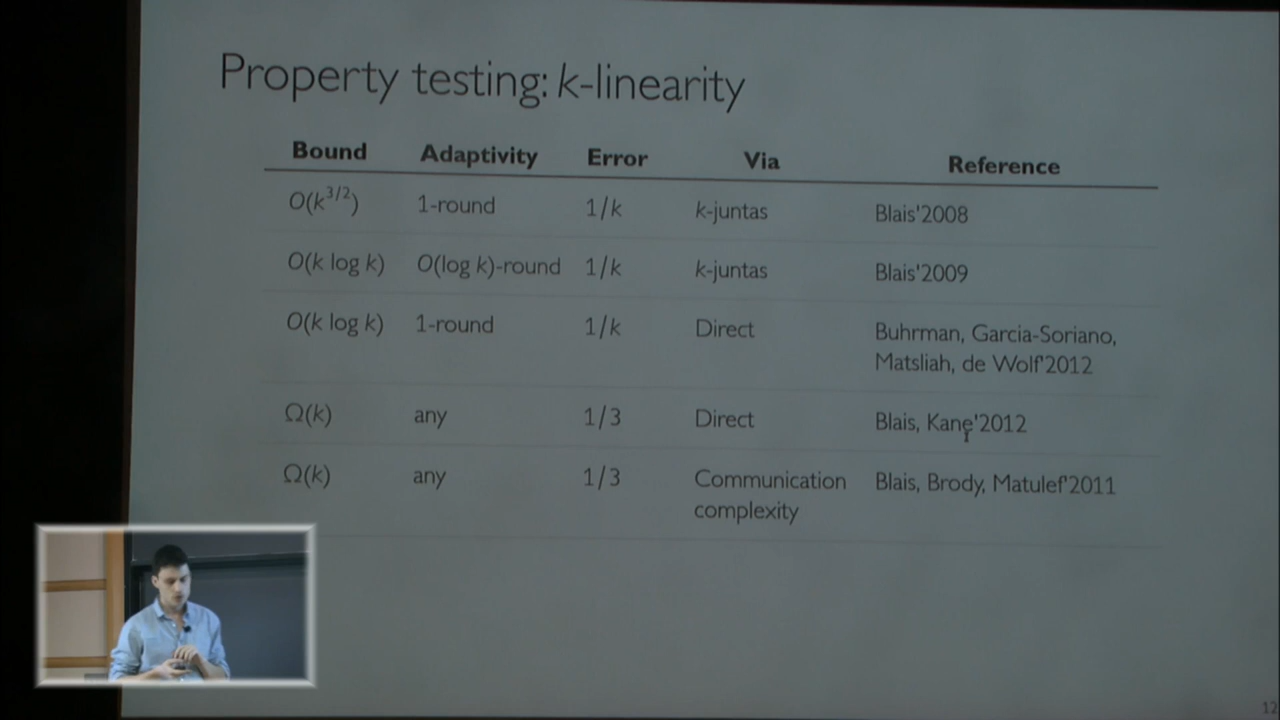 Property testing: k-linearity
Bound Adaptivity Error Via Reference
O(k^{3/2}) 1-round 1/k k-juntas Blais'2008
O(k log k) O(log k)-round 1/k k-juntas Blais'2009
O(k log k) 1-round 1/k Direct Buhrman, Garcia-Soriano,
Matsliah, de Wolf'2012
Ω(k) any 1/3 Direct Blais, Kane'2012
Ω(k) any 1/3 Communication Blais, Brody, Matulef'2011
complexity
12